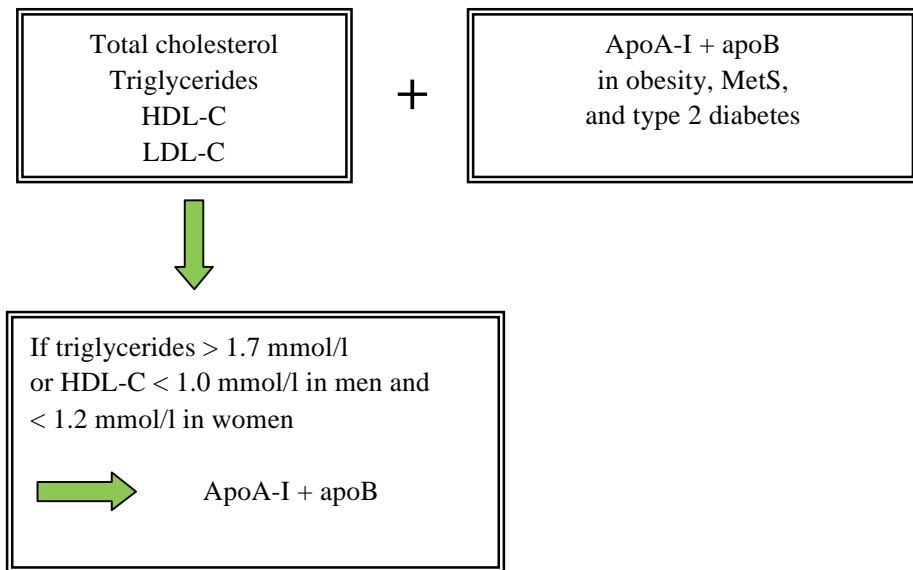 Total cholesterol
Triglycerides
HDL-C
LDL-C
+
ApoA-I + apoB
in obesity, MetS,
and type 2 diabetes
If triglycerides > 1.7 mmol/l
or HDL-C < 1.0 mmol/l in men and
< 1.2 mmol/l in women
ApoA-I + apoB